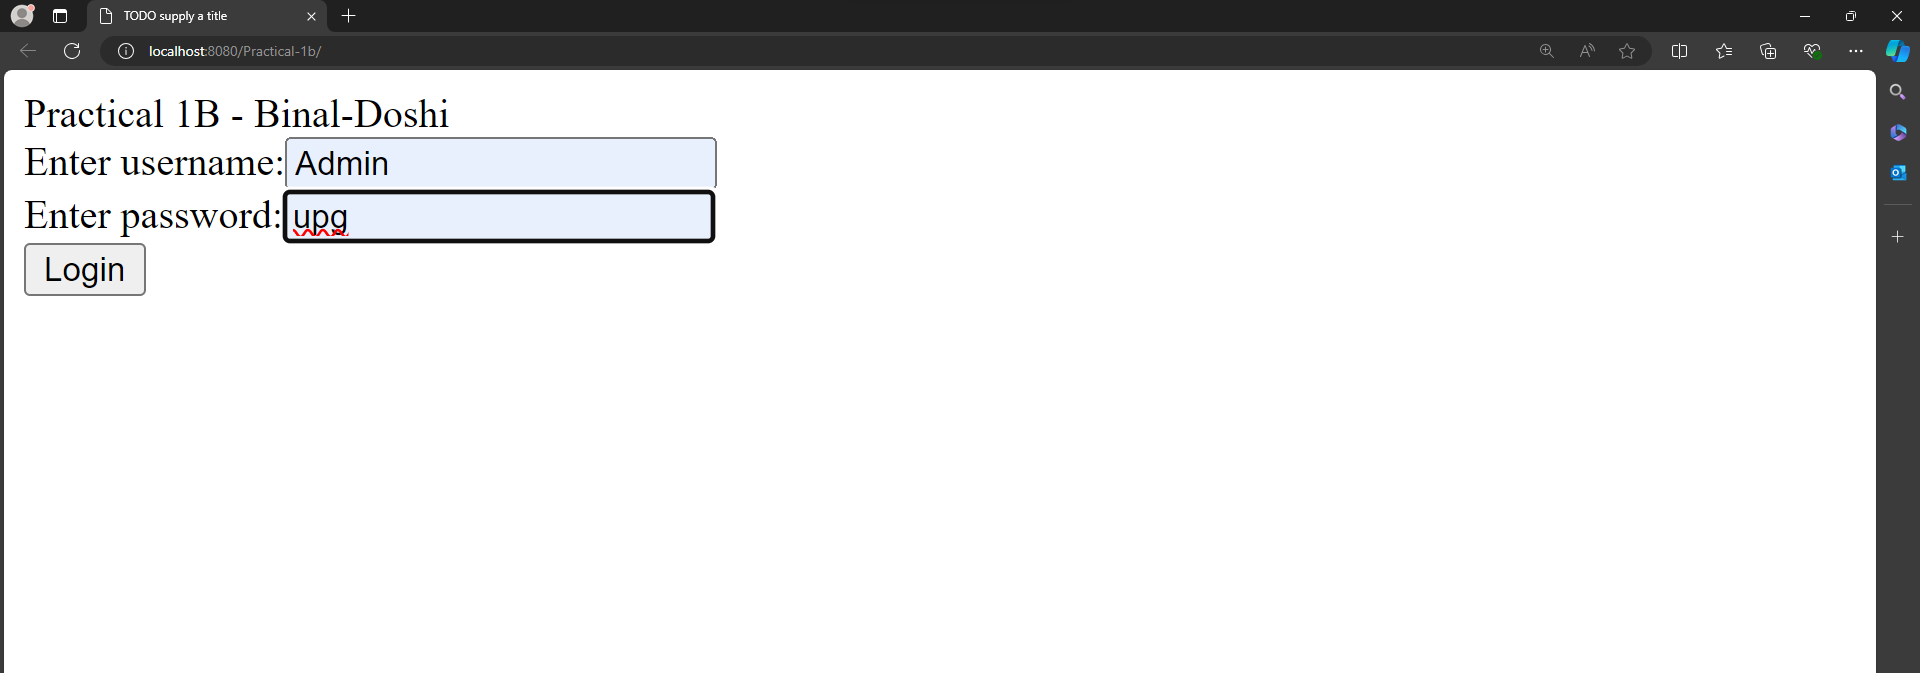 TODO supply a title
localhost:8080/Practical-1b/
Practical 1B - Binal-Doshi
Enter username: Admin
Enter password: upg
Login